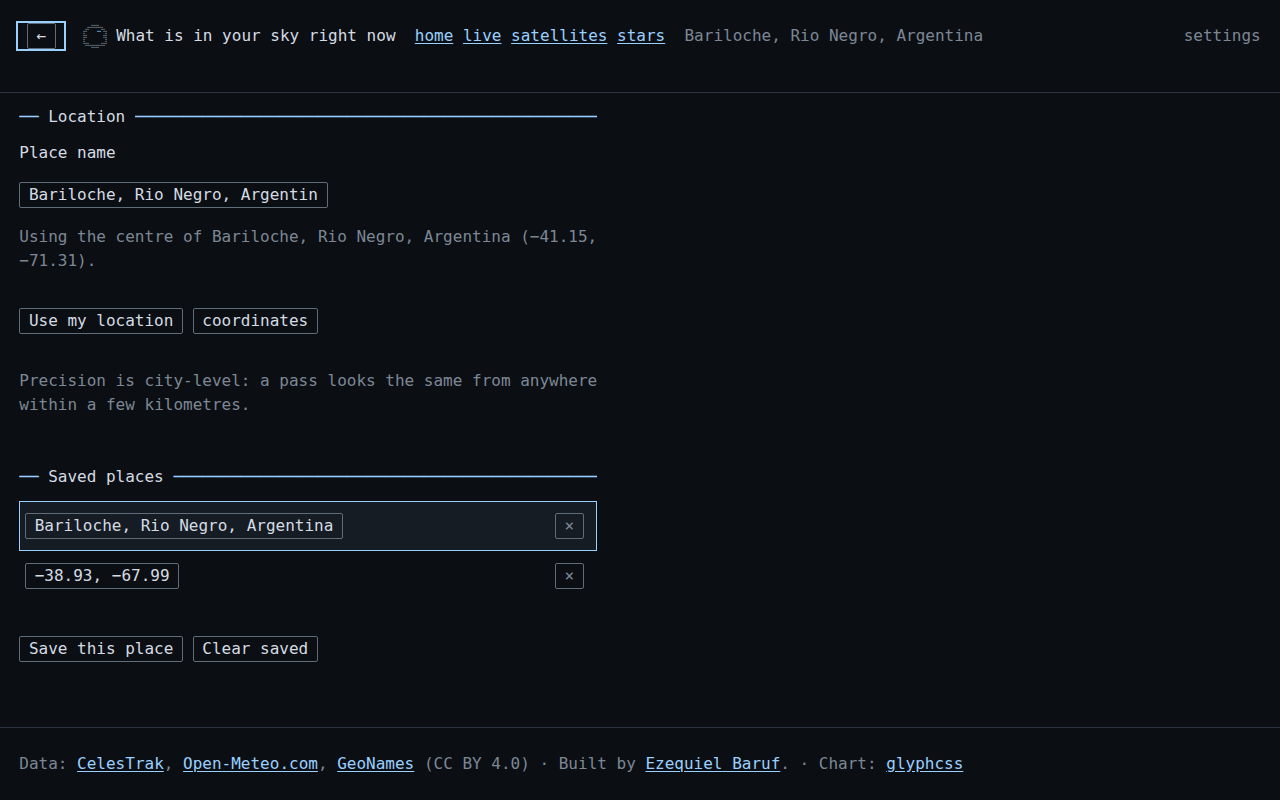 ← What is in your sky right now home live satellites stars Bariloche, Rio Negro, Argentina settings
Location
Place name
Bariloche, Rio Negro, Argentin
Using the centre of Bariloche, Rio Negro, Argentina (−41.15,
−71.31).
Use my location coordinates
Precision is city-level: a pass looks the same from anywhere
within a few kilometres.
Saved places
Bariloche, Rio Negro, Argentina ×
−38.93, −67.99 ×
Save this place Clear saved
Data: CelesTrak, Open-Meteo.com, GeoNames (CC BY 4.0) · Built by Ezequiel Baruf. · Chart: glyphcss